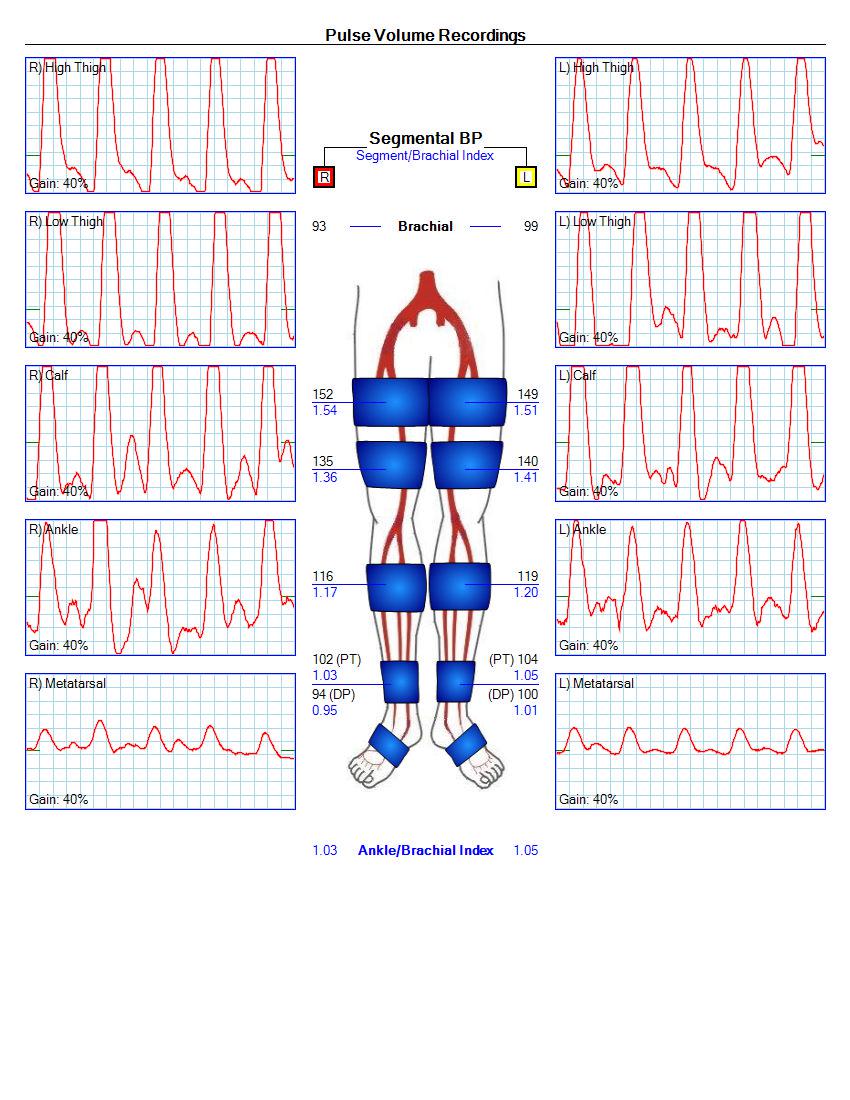 Pulse Volume Recordings
R) High Thigh
Gain: 40%
R) Low Thigh
Gain: 40%
R) Calf
Gain: 40%
R) Ankle
Gain: 40%
R) Metatarsal
Gain: 40%
Segmental BP
Segment/Brachial Index
R
L
93 Brachial 99
152
1.54
149
1.51
135
1.36
140
1.41
116
1.17
119
1.20
102 (PT)
1.03
94 (DP)
0.95
(PT) 104
1.05
(DP) 100
1.01
1.03 Ankle/Brachial Index 1.05
L) High Thigh
Gain: 40%
L) Low Thigh
Gain: 40%
L) Calf
Gain: 40%
L) Ankle
Gain: 40%
L) Metatarsal
Gain: 40%